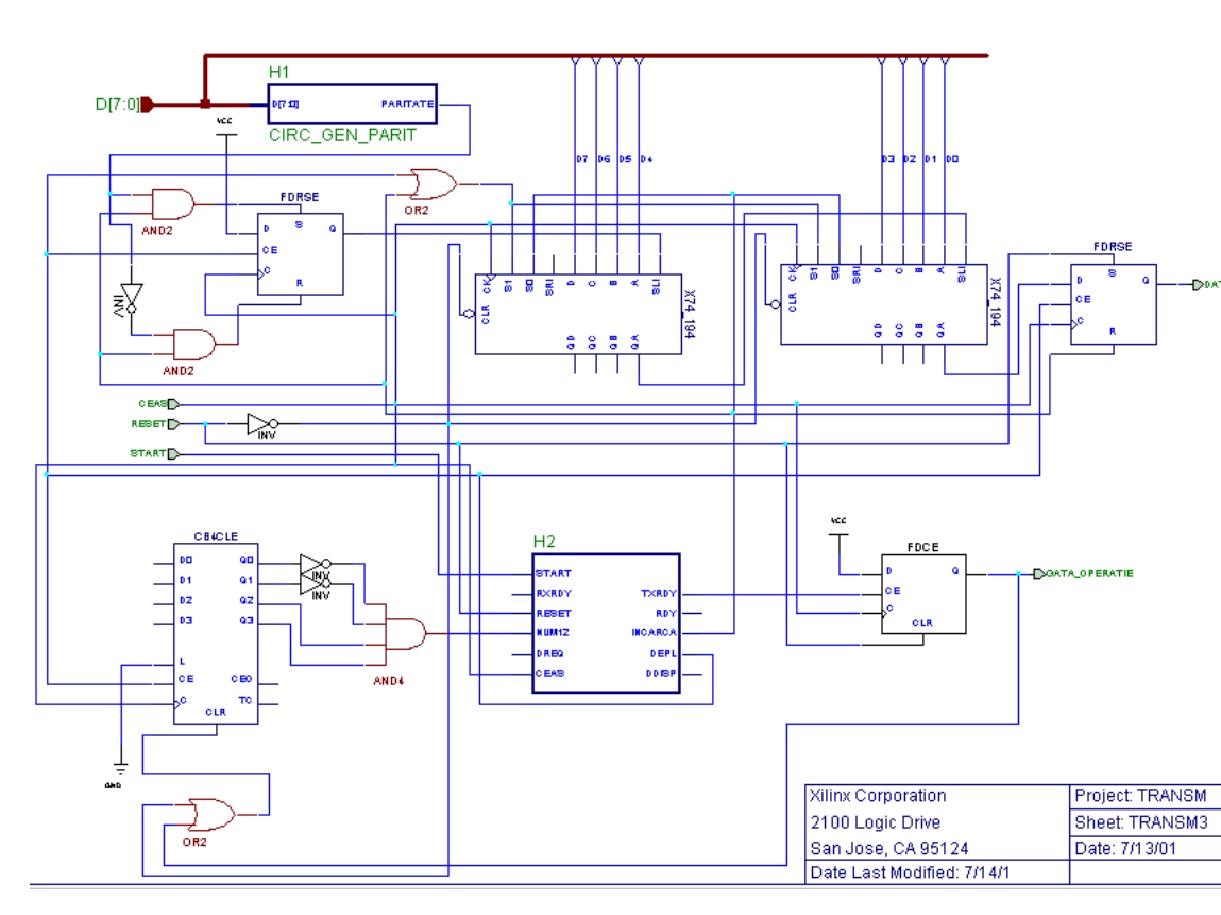 H1
D[7:0]
D[7:0] PARITATE
CIRC_GEN_PARIT
VCC
D7 D6 D5 D4
D3 D2 D1 D0
AND2
FDRSE
D S Q
CE
C
R
OR2
INV
AND2
CK S1 S0 SRI D C B A SLI
CLR
QD QC QB QA
X74_194
CK S1 S0 SRI D C B A SLI
CLR
QD QC QB QA
X74_194
FDRSE
D S Q
CE
C
R
DAT
CEAS
RESET
INV
START
CB4CLE
D0 Q0
D1 Q1
D2 Q2
D3 Q3
L
CE CEO
C TC
CLR
INV
INV
AND4
GND
OR2
H2
START
RXRDY TXRDY
RESET RDY
NUM12 INCARCA
DREQ DEPL
CEAS DDISP
VCC
FDCE
D Q
CE
C
CLR
GATA_OPERATIE
Xilinx Corporation Project: TRANSM
2100 Logic Drive Sheet: TRANSM3
San Jose, CA 95124 Date: 7/13/01
Date Last Modified: 7/14/1